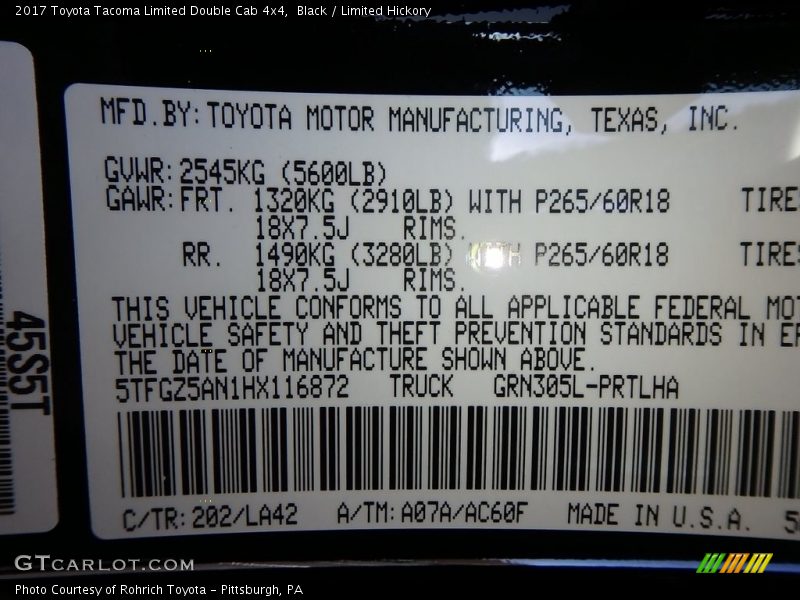 2017 Toyota Tacoma Limited Double Cab 4x4, Black / Limited Hickory
MFD.BY: TOYOTA MOTOR MANUFACTURING, TEXAS, INC.
GVWR: 2545KG (5600LB)
GAWR: FRT. 1320KG (2910LB) WITH P265/60R18 TIRES
18X7.5J RIMS.
RR. 1490KG (3280LB) WITH P265/60R18 TIRES
18X7.5J RIMS.
THIS VEHICLE CONFORMS TO ALL APPLICABLE FEDERAL MOT
VEHICLE SAFETY AND THEFT PREVENTION STANDARDS IN EF
THE DATE OF MANUFACTURE SHOWN ABOVE.
5TFGZ5AN1HX116872 TRUCK GRN305L-PRTLHA
C/TR: 202/LA42 A/TM: A07A/AC60F MADE IN U.S.A. 5
45S5T
GTCARLOT.COM
Photo Courtesy of Rohrich Toyota - Pittsburgh, PA